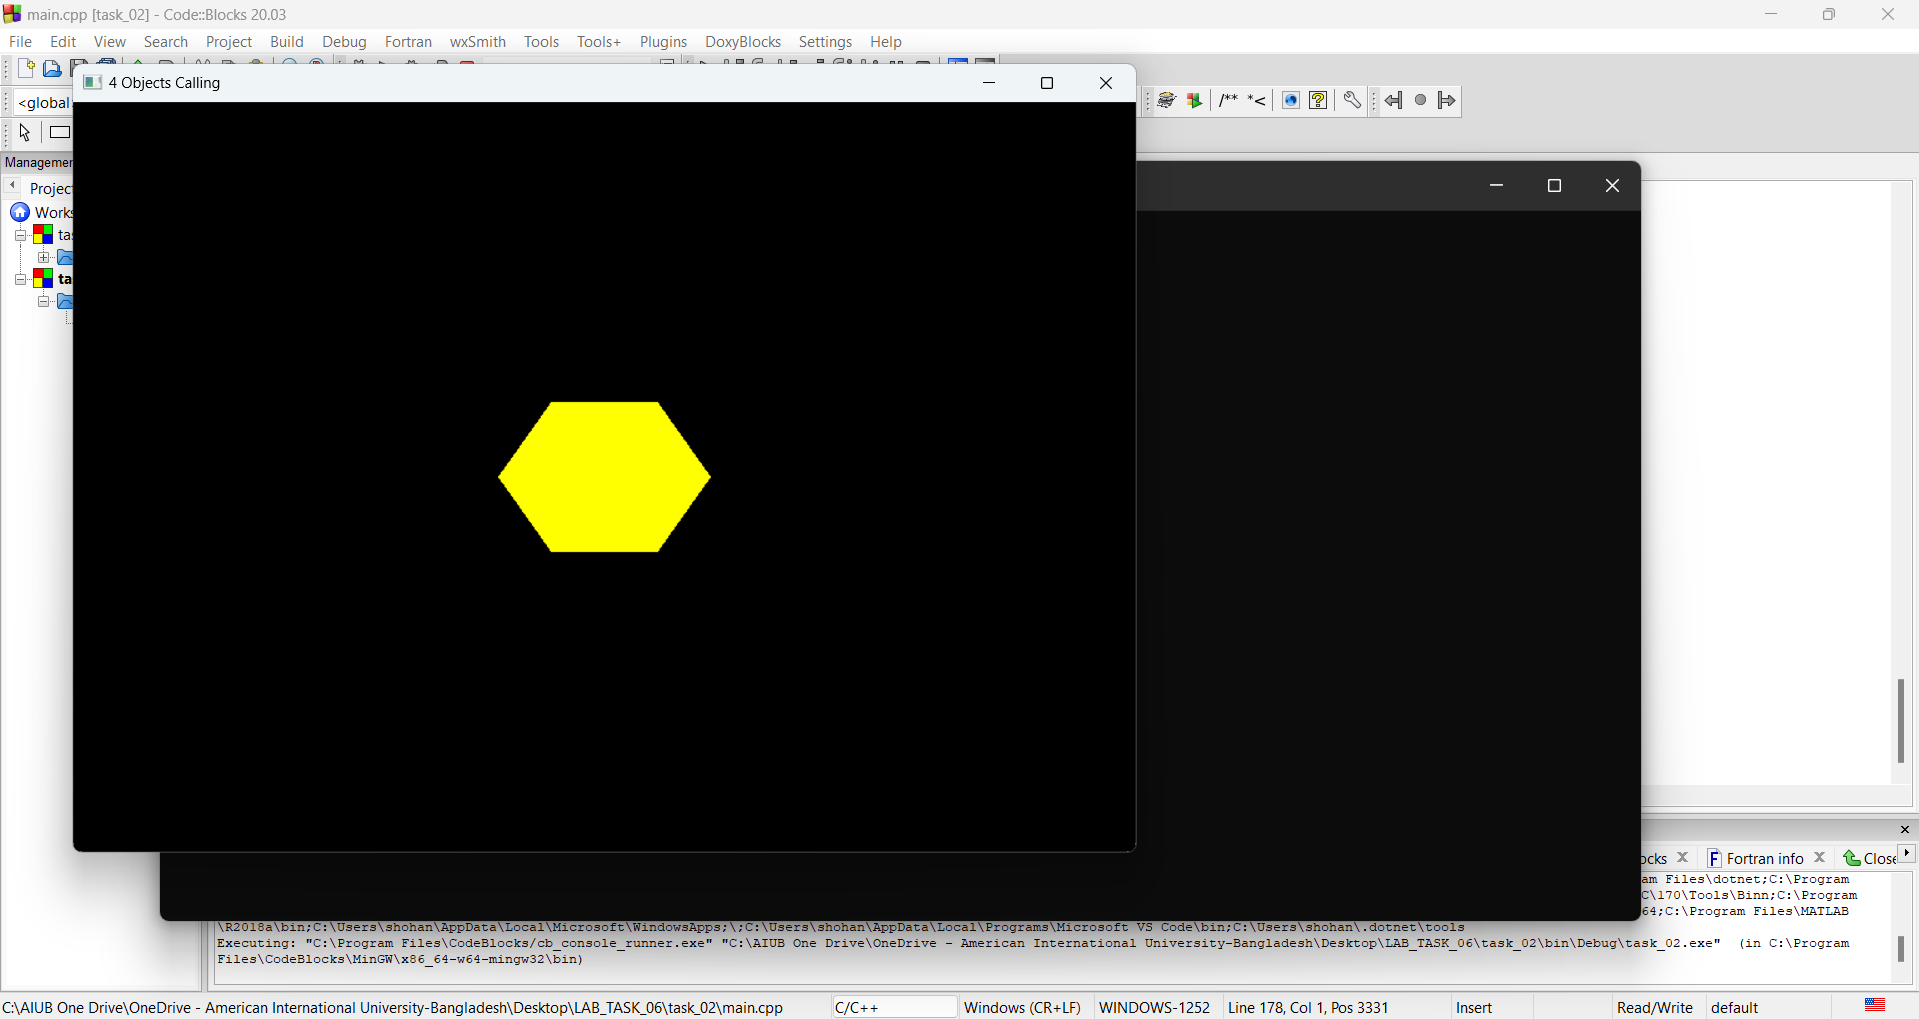 main.cpp [task_02] - Code::Blocks 20.03
File Edit View Search Project Build Debug Fortran wxSmith Tools Tools+ Plugins DoxyBlocks Settings Help
4 Objects Calling
<global
/** *<
Projec
Works
ta
Fortran info
Close
am Files\dotnet;C:\Program
C\170\Tools\Binn;C:\Program
64;C:\Program Files\MATLAB
\R2018a\bin;C:\Users\shohan\AppData\Local\Microsoft\WindowsApps;\;C:\Users\shohan\AppData\Local\Programs\Microsoft VS Code\bin;C:\Users\shohan\.dotnet\tools
Executing: "C:\Program Files\CodeBlocks/cb_console_runner.exe" "C:\AIUB One Drive\OneDrive - American International University-Bangladesh\Desktop\LAB_TASK_06\task_02\bin\Debug\task_02.exe" (in C:\Program
Files\CodeBlocks\MinGW\x86_64-w64-mingw32\bin)
C:\AIUB One Drive\OneDrive - American International University-Bangladesh\Desktop\LAB_TASK_06\task_02\main.cpp C/C++ Windows (CR+LF) WINDOWS-1252 Line 178, Col 1, Pos 3331 Insert Read/Write default